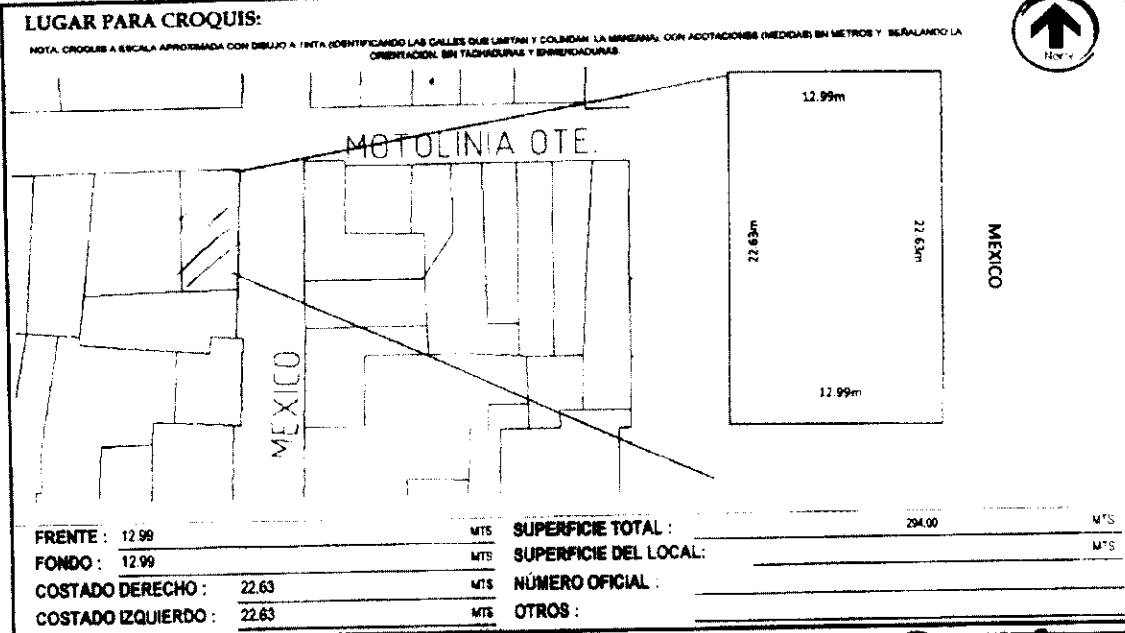 LUGAR PARA CROQUIS:
NOTA. CROQUIS A ESCALA APROXIMADA CON DIBUJO A TINTA (IDENTIFICANDO LAS CALLES QUE LIMITAN Y COLINDAN LA MANZANA), CON ACOTACIONES (MEDIDAS) EN METROS Y SEÑALANDO LA
ORIENTACIÓN, SIN TACHADURAS Y ENMENDADURAS.
Norte
12.99m
MOTOLINIA OTE.
22.63m
22.63m
MEXICO
12.99m
MEXICO
FRENTE : 12.99 MTS SUPERFICIE TOTAL : 294.00 MTS
FONDO : 12.99 MTS SUPERFICIE DEL LOCAL: MTS
COSTADO DERECHO : 22.63 MTS NÚMERO OFICIAL :
COSTADO IZQUIERDO : 22.63 MTS OTROS :